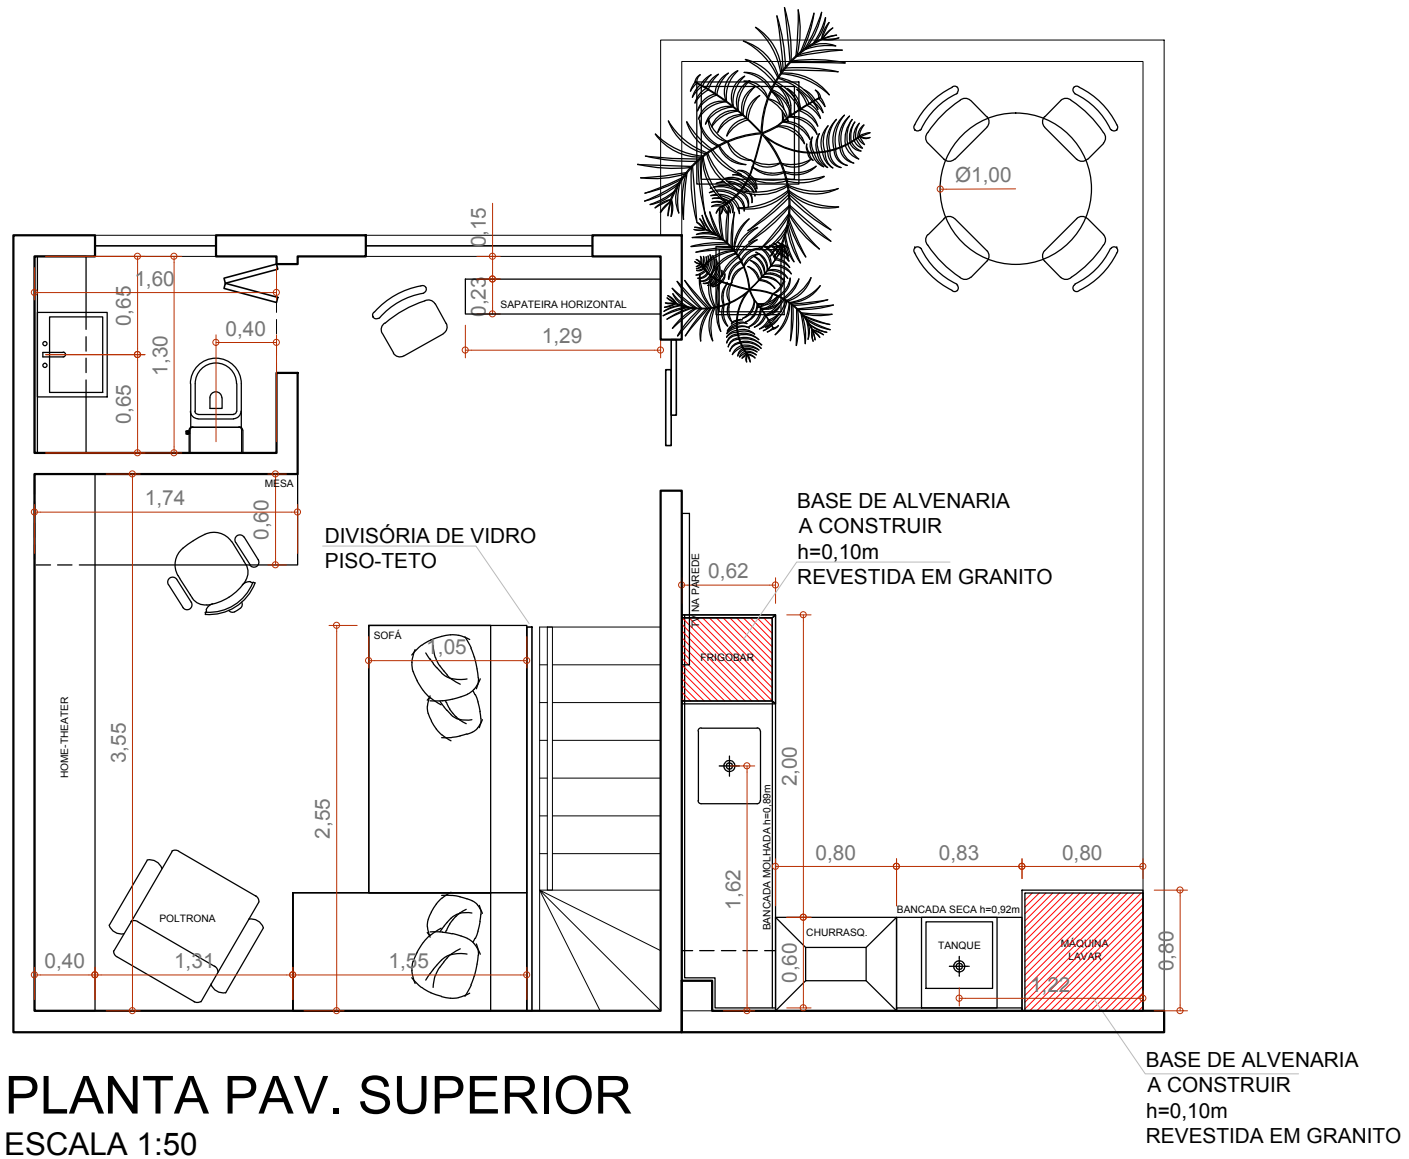 Ø1,00
0,15
1,60
0,65
0,23
SAPATEIRA HORIZONTAL
0,40
1,30
1,29
0,65
MESA
1,74
0,60
DIVISÓRIA DE VIDRO
PISO-TETO
BASE DE ALVENARIA
A CONSTRUIR
h=0,10m
REVESTIDA EM GRANITO
TV NA PAREDE
0,62
SOFÁ
1,05
FRIGOBAR
HOME-THEATER
3,55
2,55
2,00
BANCADA MOLHADA h=0,89m
1,62
0,80
0,83
0,80
BANCADA SECA h=0,92m
POLTRONA
CHURRASQ.
TANQUE
MÁQUINA
LAVAR
0,40
1,31
1,55
0,60
1,22
0,80
BASE DE ALVENARIA
A CONSTRUIR
h=0,10m
REVESTIDA EM GRANITO
PLANTA PAV. SUPERIOR
ESCALA 1:50